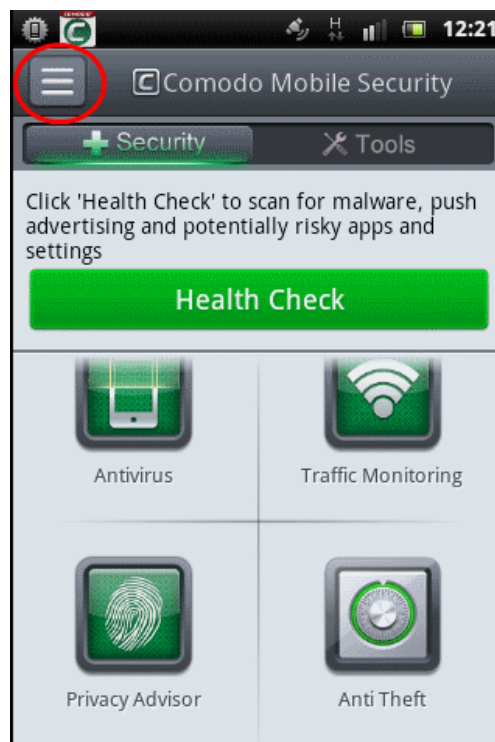 H
12:21
Comodo Mobile Security
Security
Tools
Click 'Health Check' to scan for malware, push
advertising and potentially risky apps and
settings
Health Check
Antivirus
Traffic Monitoring
Privacy Advisor
Anti Theft